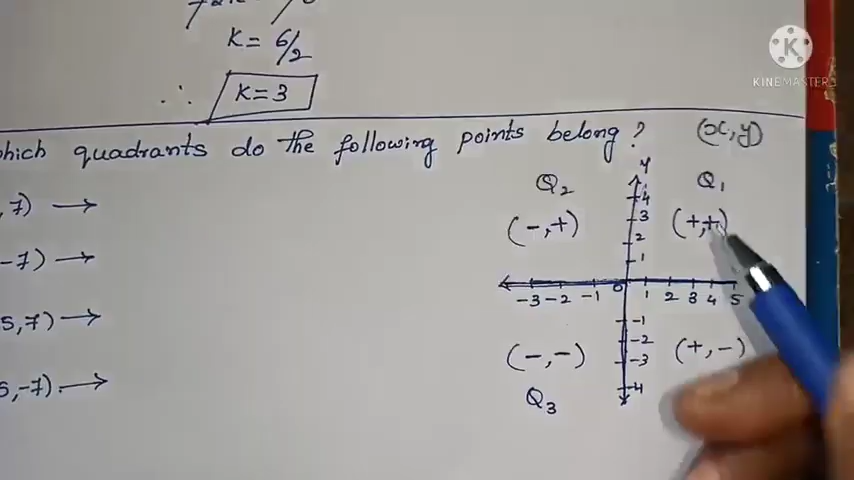 K= 6/2
∴ K=3
which quadrants do the following points belong? (x,y)
,7) →
-7) →
5,7) →
5,-7) →
Y
Q2 Q1
(-,+) (+,+)
4
3
2
1
-3 -2 -1 0 1 2 3 4 5
-1
-2
-3
-4
(-,-) (+,-)
Q3
K
KINEMASTER